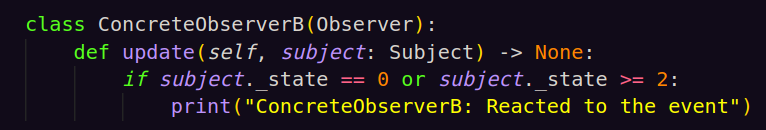 class ConcreteObserverB(Observer):
    def update(self, subject: Subject) -> None:
        if subject._state == 0 or subject._state >= 2:
            print("ConcreteObserverB: Reacted to the event")